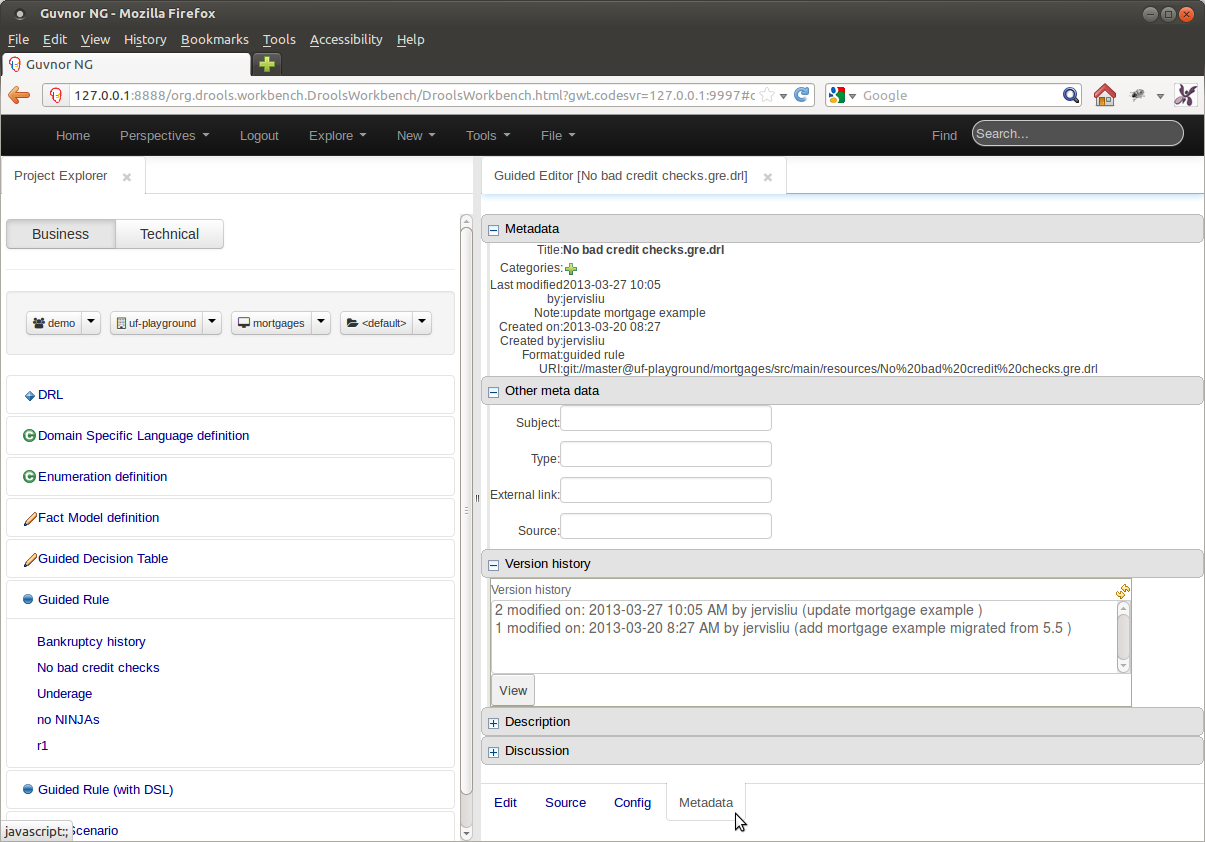 Guvnor NG - Mozilla Firefox
File Edit View History Bookmarks Tools Accessibility Help
Guvnor NG
127.0.0.1:8888/org.drools.workbench.DroolsWorkbench/DroolsWorkbench.html?gwt.codesvr=127.0.0.1:9997#c Google
Home Perspectives Logout Explore New Tools File Find Search...
Project Explorer
Business Technical
demo uf-playground mortgages <default>
DRL
Domain Specific Language definition
Enumeration definition
Fact Model definition
Guided Decision Table
Guided Rule
Bankruptcy history
No bad credit checks
Underage
no NINJAs
r1
Guided Rule (with DSL)
Scenario
javascript:;
Guided Editor [No bad credit checks.gre.drl]
Metadata
Title:No bad credit checks.gre.drl
Categories:
Last modified2013-03-27 10:05
by:jervisliu
Note:update mortgage example
Created on:2013-03-20 08:27
Created by:jervisliu
Format:guided rule
URI:git://master@uf-playground/mortgages/src/main/resources/No%20bad%20credit%20checks.gre.drl
Other meta data
Subject:
Type:
External link:
Source:
Version history
Version history
2 modified on: 2013-03-27 10:05 AM by jervisliu (update mortgage example )
1 modified on: 2013-03-20 8:27 AM by jervisliu (add mortgage example migrated from 5.5 )
View
Description
Discussion
Edit Source Config Metadata